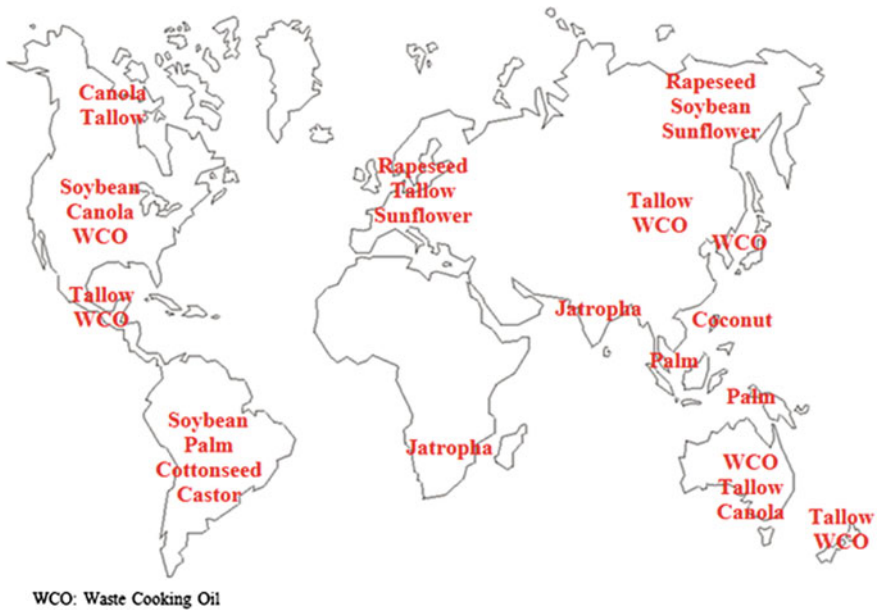 Canola
Tallow
Soybean
Canola
WCO
Tallow
WCO
Soybean
Palm
Cottonseed
Castor
Rapeseed
Tallow
Sunflower
Jatropha
Rapeseed
Soybean
Sunflower
Tallow
WCO
WCO
Jatropha
Coconut
Palm
Palm
WCO
Tallow
Canola
Tallow
WCO
WCO: Waste Cooking Oil